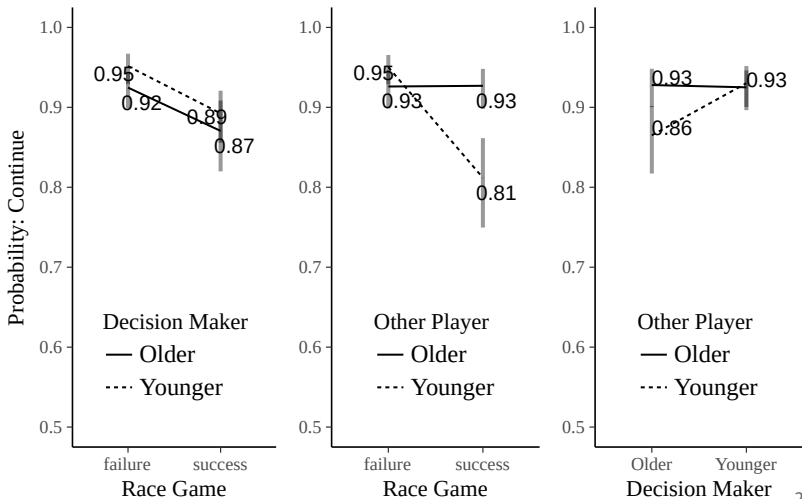 Probability: Continue
1.0
0.9
0.8
0.7
0.6
0.5
0.95
0.92
0.89
0.87
Decision Maker
Older
Younger
failure success
Race Game
1.0
0.9
0.8
0.7
0.6
0.5
0.95
0.93
0.93
0.81
Other Player
Older
Younger
failure success
Race Game
1.0
0.9
0.8
0.7
0.6
0.5
0.93
0.93
0.86
Other Player
Older
Younger
Older Younger
Decision Maker